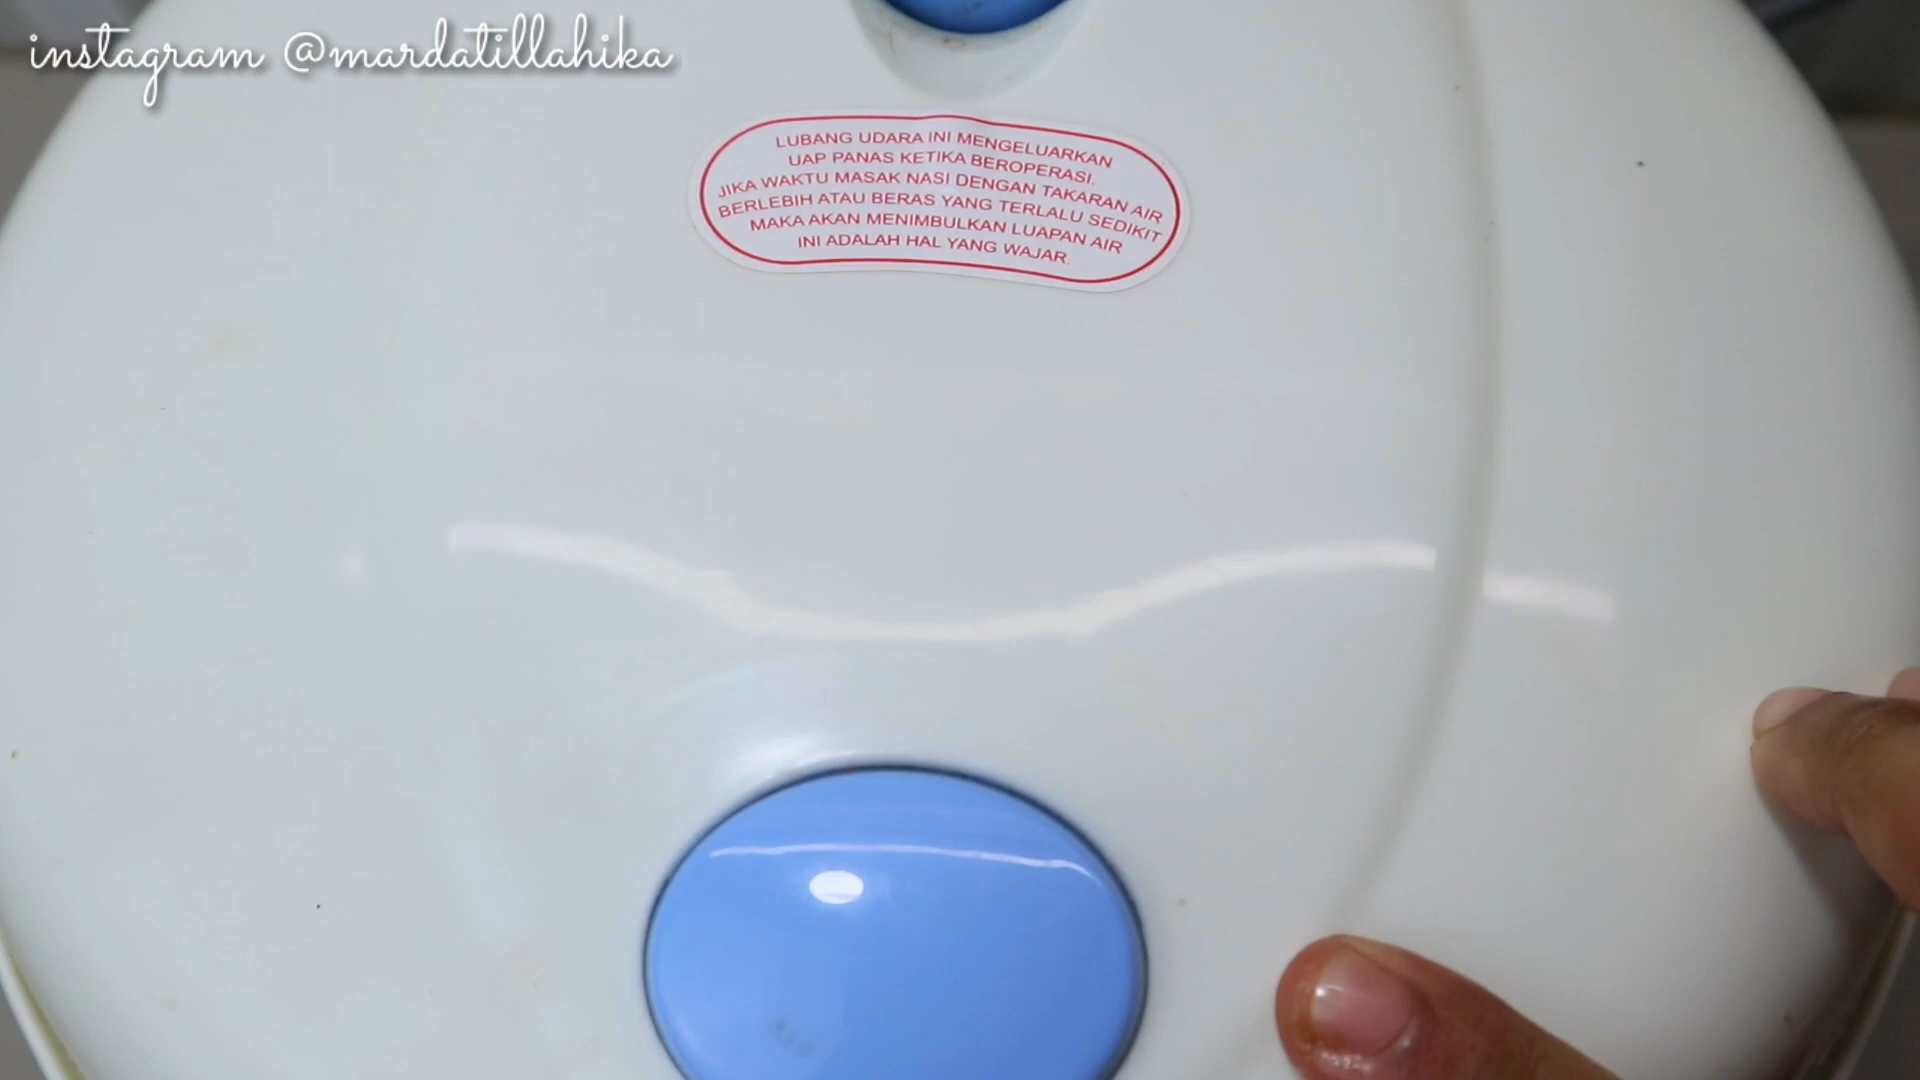 instagram @mardatillahika
LUBANG UDARA INI MENGELUARKAN
UAP PANAS KETIKA BEROPERASI.
JIKA WAKTU MASAK NASI DENGAN TAKARAN AIR
BERLEBIH ATAU BERAS YANG TERLALU SEDIKIT
MAKA AKAN MENIMBULKAN LUAPAN AIR
INI ADALAH HAL YANG WAJAR.